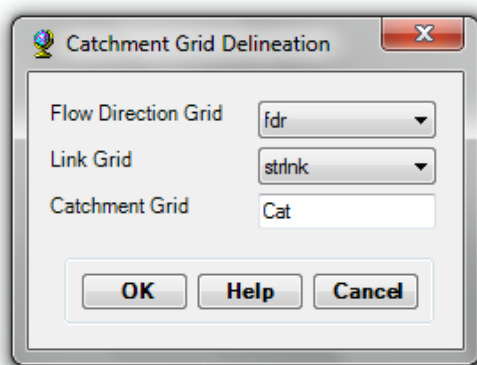 Catchment Grid Delineation
Flow Direction Grid fdr
Link Grid strlnk
Catchment Grid Cat
OK Help Cancel